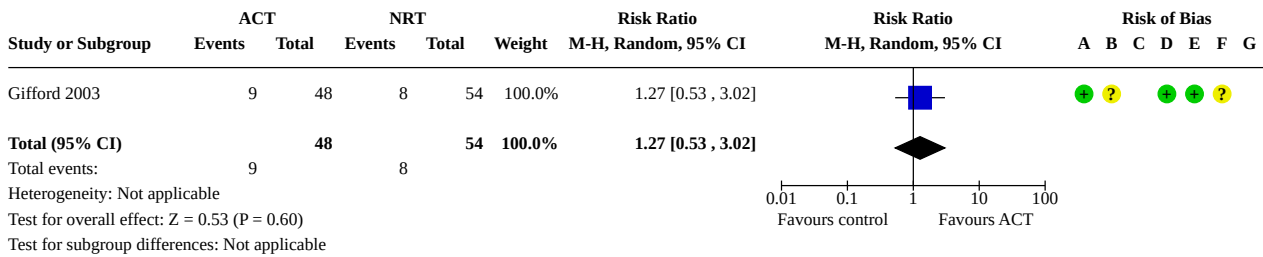 ACT NRT Risk Ratio Risk Ratio Risk of Bias
Study or Subgroup Events Total Events Total Weight M-H, Random, 95% CI M-H, Random, 95% CI A B C D E F G
Gifford 2003 9 48 8 54 100.0% 1.27 [0.53 , 3.02] + ? + + ?
Total (95% CI) 48 54 100.0% 1.27 [0.53 , 3.02]
Total events: 9 8
Heterogeneity: Not applicable
0.01 0.1 1 10 100
Test for overall effect: Z = 0.53 (P = 0.60) Favours control Favours ACT
Test for subgroup differences: Not applicable